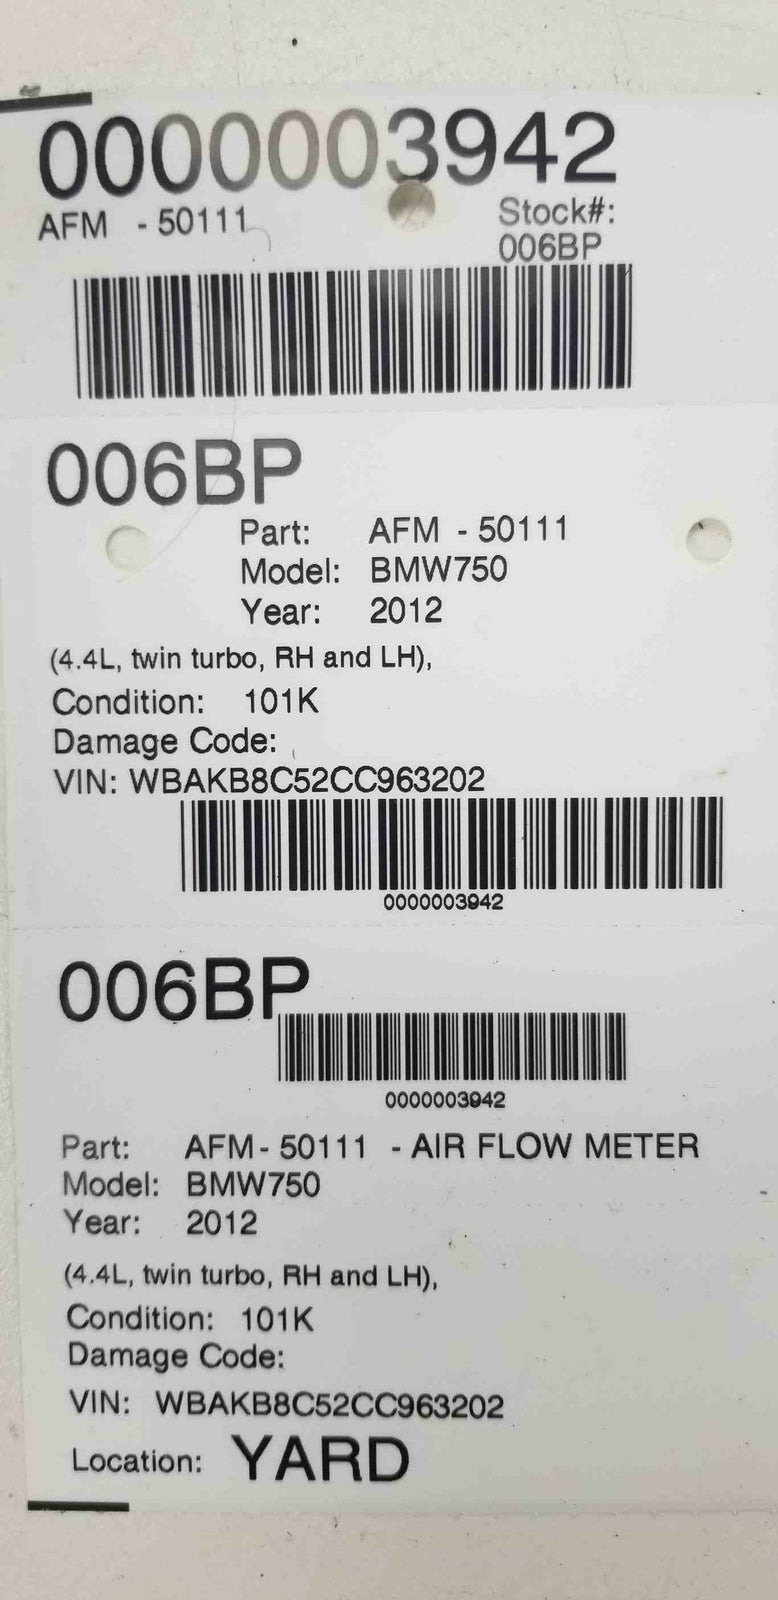 0000003942
AFM - 50111
Stock#:
006BP
006BP
Part: AFM - 50111
Model: BMW750
Year: 2012
(4.4L, twin turbo, RH and LH),
Condition: 101K
Damage Code:
VIN: WBAKB8C52CC963202
0000003942
006BP
0000003942
Part: AFM- 50111 - AIR FLOW METER
Model: BMW750
Year: 2012
(4.4L, twin turbo, RH and LH),
Condition: 101K
Damage Code:
VIN: WBAKB8C52CC963202
Location: YARD